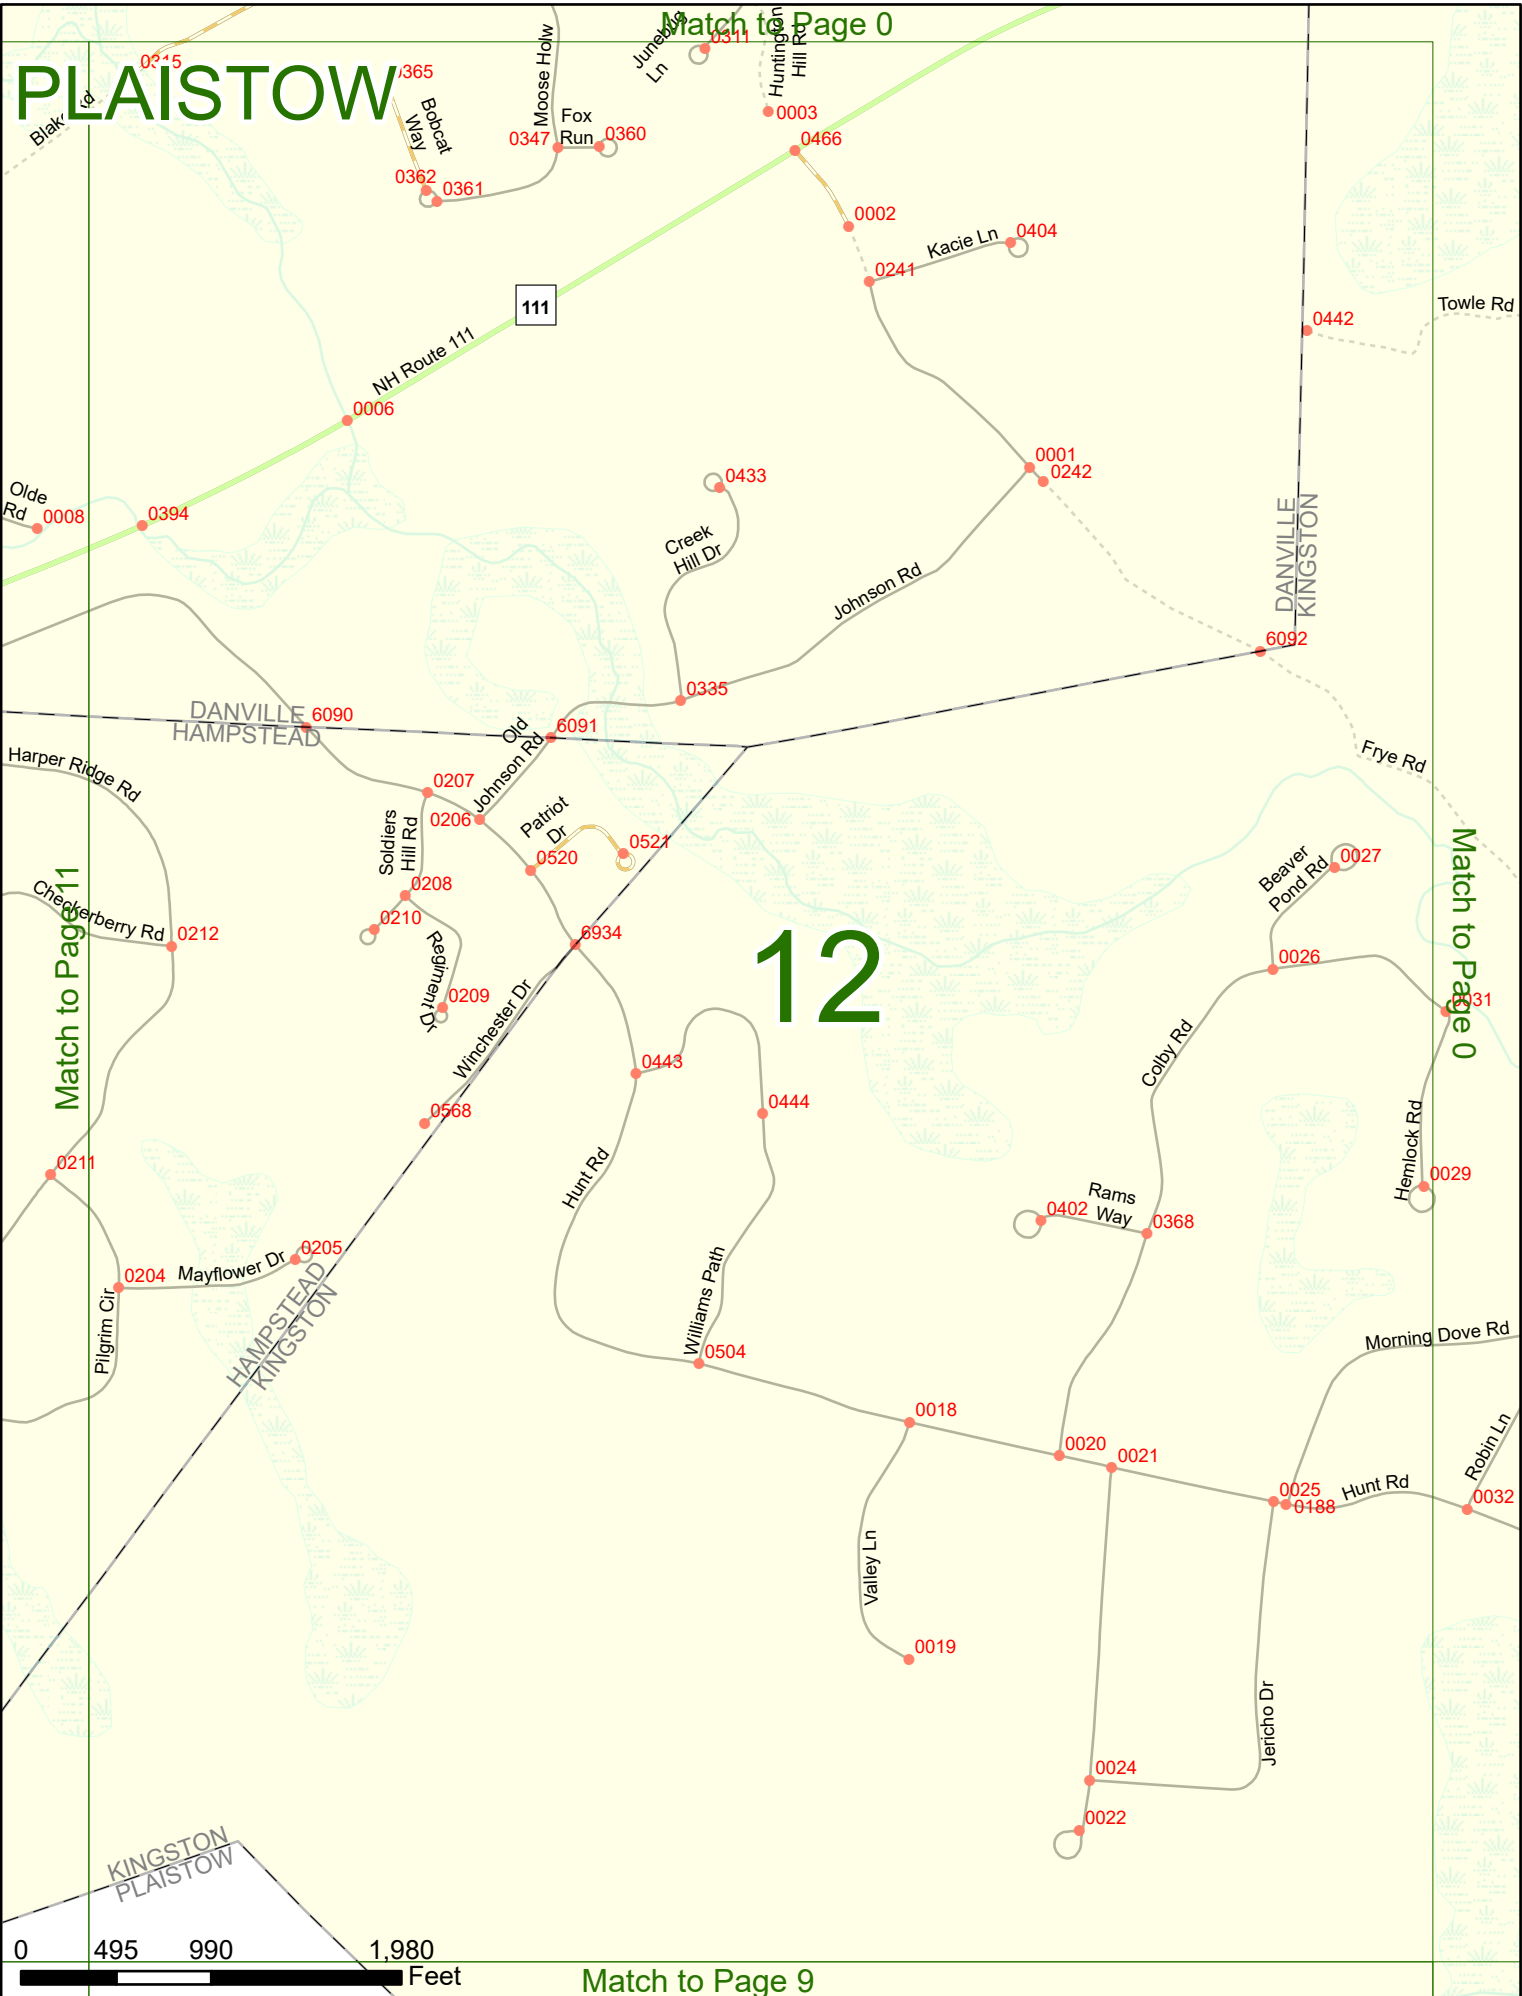 Match to Page 0
PLAISTOW
0315
0365
Blake Rd
Bobcat
Way
Moose Holw
Fox
Run
0347
0360
0362
0361
Junebug
Ln
0311
Huntington
Hill Rd
0003
0466
0002
Kacie Ln
0404
0241
111
NH Route 111
0006
0442
Towle Rd
Olde
Rd
0008
0394
0433
Creek
Hill Dr
0001
0242
Johnson Rd
DANVILLE
KINGSTON
6092
0335
DANVILLE
HAMPSTEAD
6090
Old
Johnson Rd
6091
Frye Rd
Harper Ridge Rd
0207
0206
Soldiers
Hill Rd
Patriot
Dr
0521
0520
Beaver
Pond Rd
0027
Match to Page 11
Checkerberry Rd
0212
0208
0210
Regiment Dr
0209
6934
12
0026
Match to Page 0
0031
Winchester Dr
0443
0444
0568
Colby Rd
Hemlock Rd
0029
0211
Hunt Rd
Rams
Way
0402
0368
0205
Mayflower Dr
0204
Pilgrim Cir
HAMPSTEAD
KINGSTON
Williams Path
0504
Morning Dove Rd
0018
0020
0021
Robin Ln
0025
0188
Hunt Rd
0032
Valley Ln
0019
Jericho Dr
0024
0022
KINGSTON
PLAISTOW
0 495 990 1,980
Feet
Match to Page 9